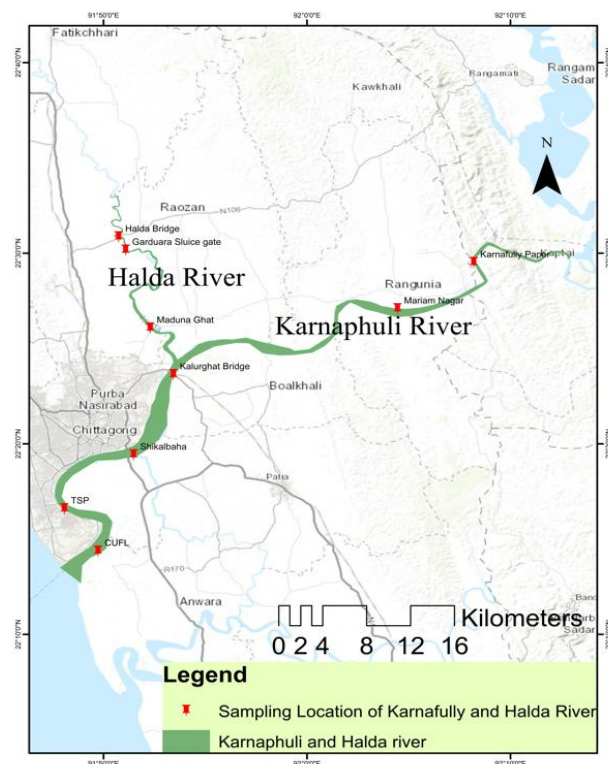 91°50'0"E 92°0'0"E 92°10'0"E
Fatikchhari
22°40'0"N
Rangamati
Rangam
Sadar
Kawkhali
N
Raozan
N106
Halda Bridge
Garduara Sluice gate
22°30'0"N
Karnafully Paper
Kaptai
Halda River
Rangunia
Mariam Nagar
Maduna Ghat
Karnaphuli River
Kalurghat Bridge
Boalkhali
Purba
Nasirabad
Chittagong
22°20'0"N
Shikalbaha
Patia
TSP
CUFL
R170
Anwara
Kilometers
0 2 4 8 12 16
22°10'0"N
Sadar
Legend
Sampling Location of Karnafully and Halda River
Karnaphuli and Halda river
91°50'0"E 92°0'0"E 92°10'0"E